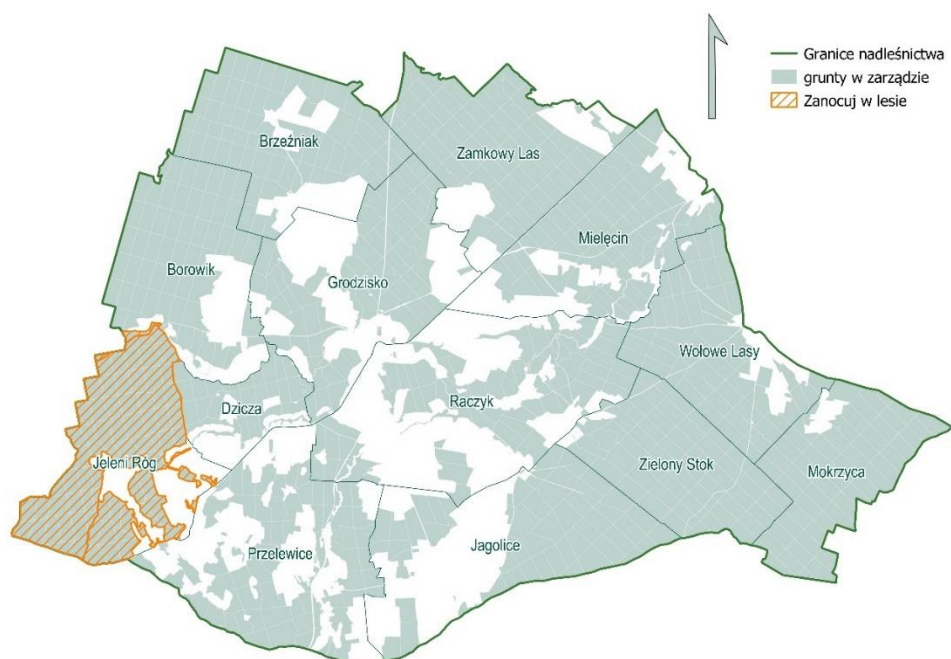 Granice nadleśnictwa
grunty w zarządzie
Zanocuj w lesie
Brzeźniak
Zamkowy Las
Mielęcin
Borowik
Grodzisko
Wołowe Lasy
Dzicza
Raczyk
Jeleni Róg
Zielony Stok
Mokrzyca
Przelewice
Jagolice